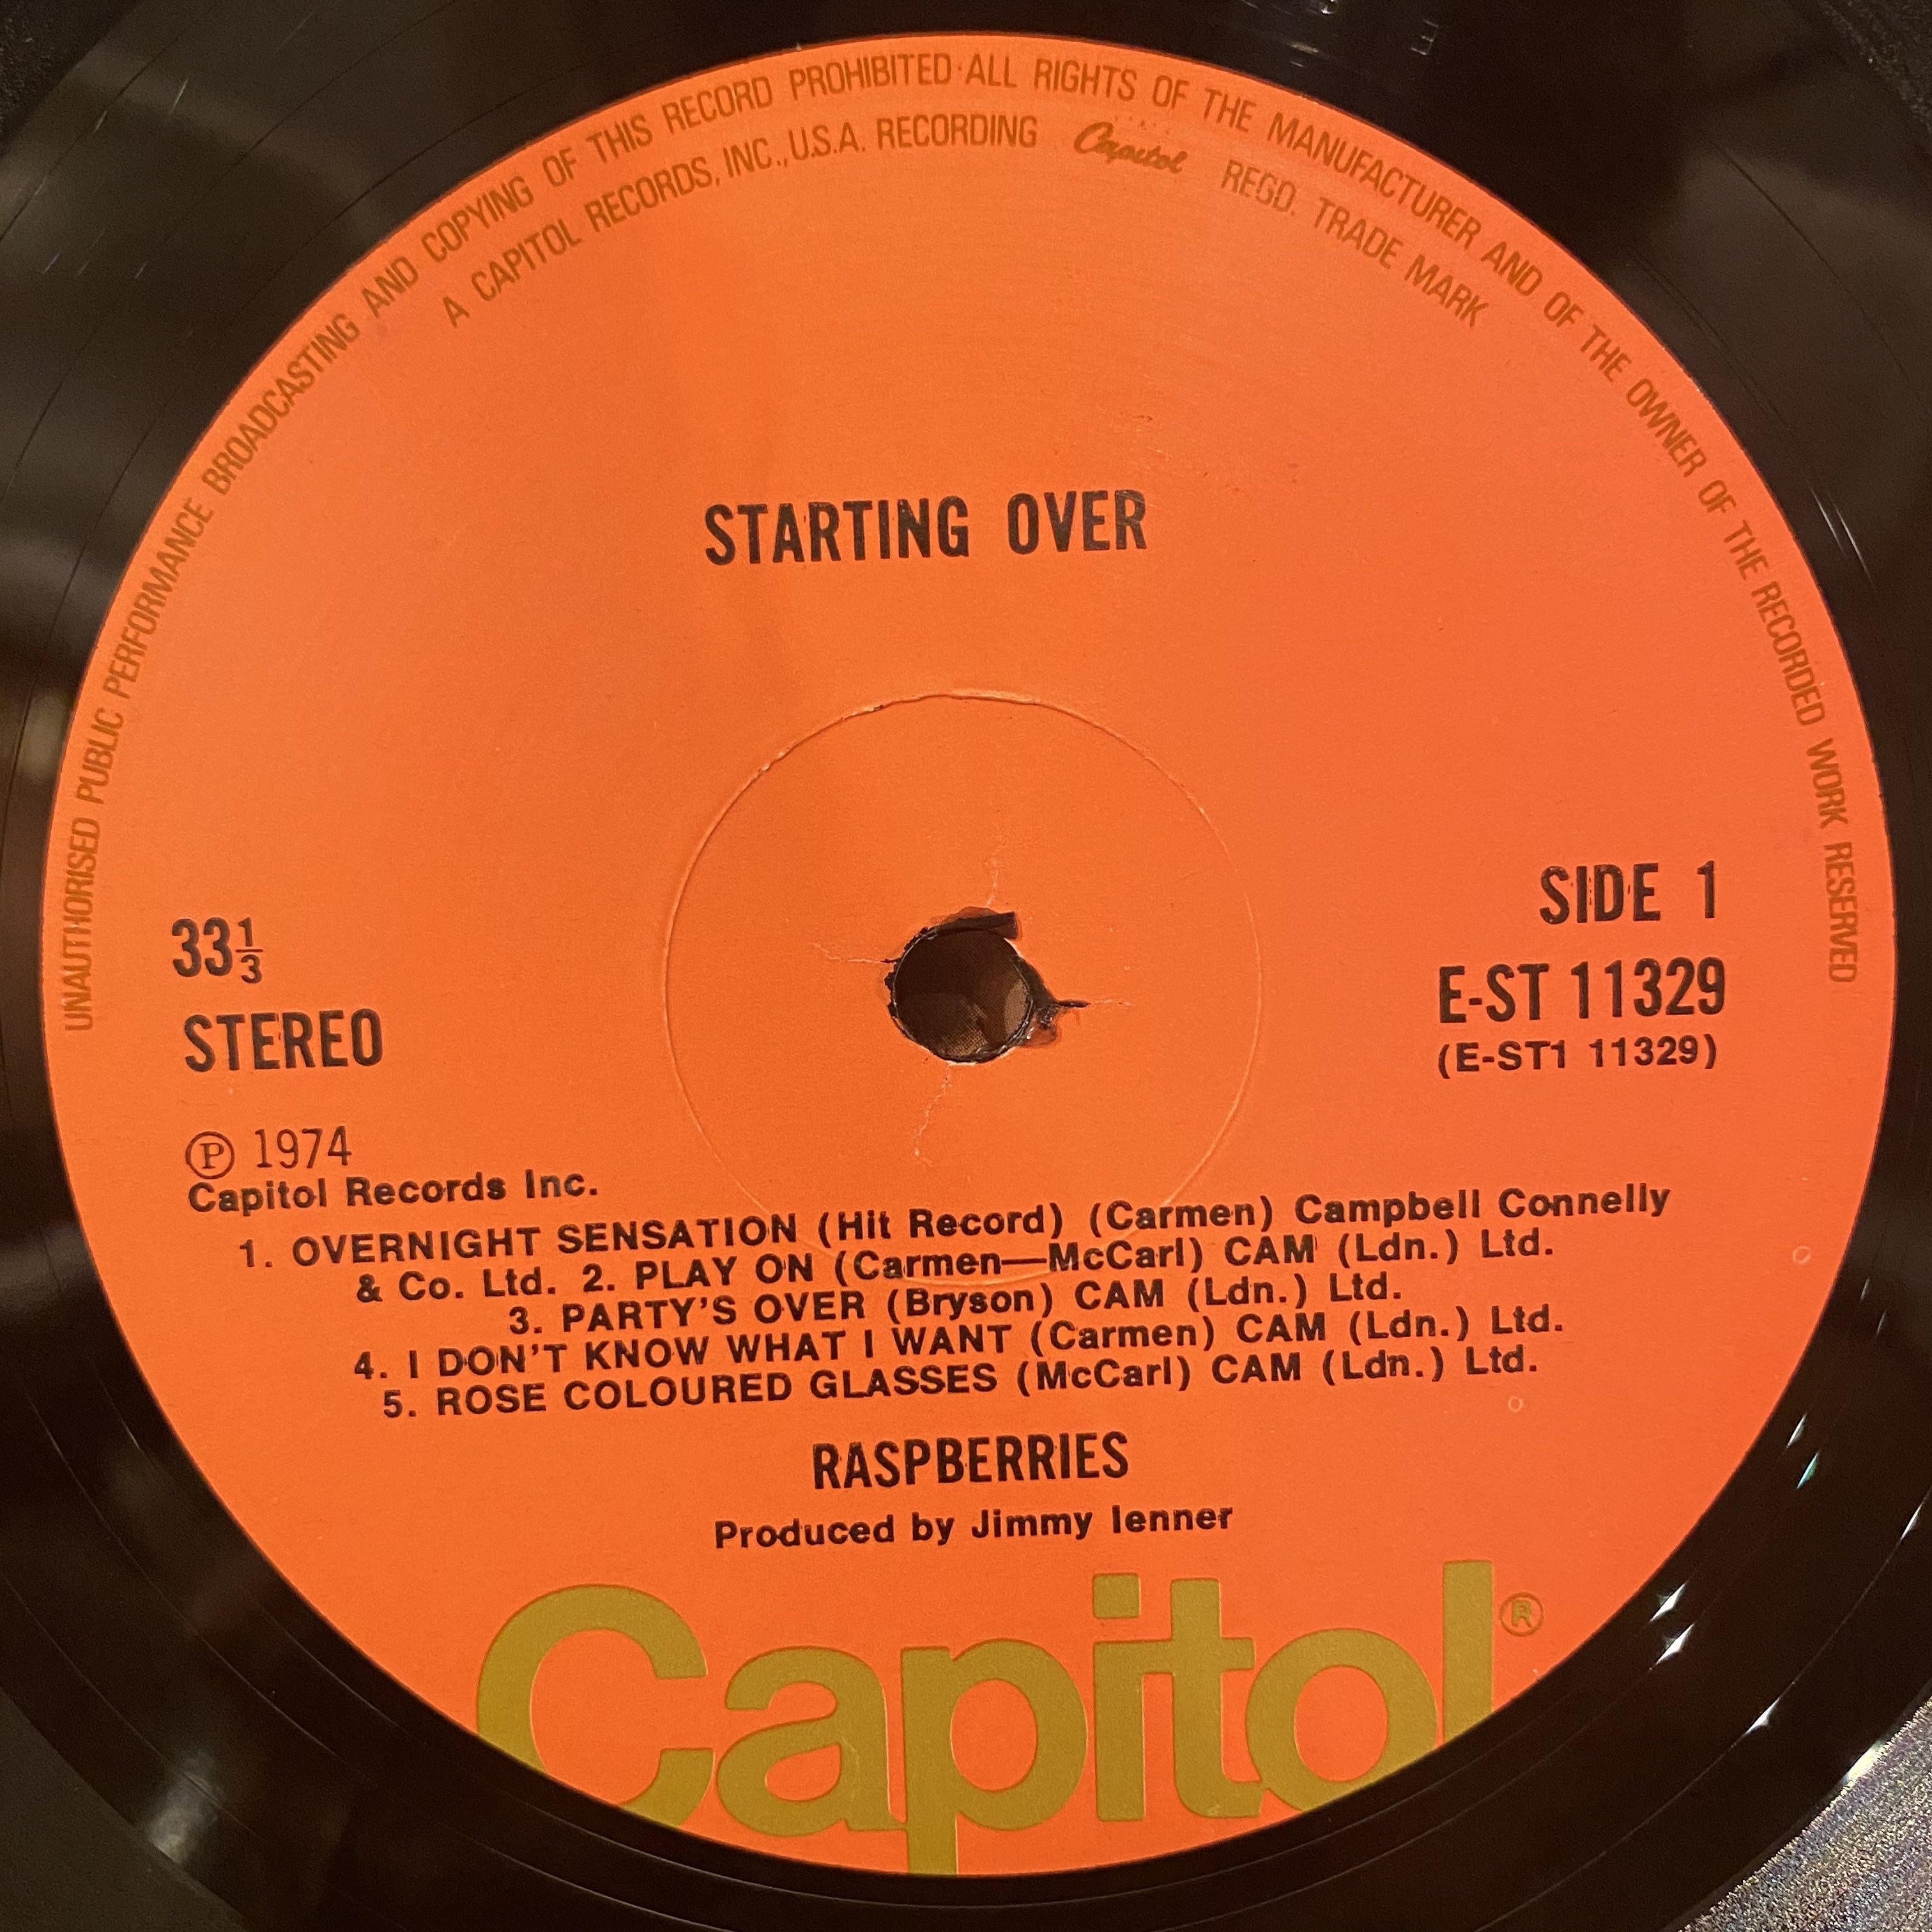 UNAUTHORISED PUBLIC PERFORMANCE BROADCASTING AND COPYING OF THIS RECORD PROHIBITED·ALL RIGHTS OF THE MANUFACTURER AND OF THE OWNER OF THE RECORDED WORK RESERVED
A CAPITOL RECORDS, INC., U.S.A. RECORDING Capitol REGD. TRADE MARK
STARTING OVER
33⅓
STEREO
SIDE 1
E-ST 11329
(E-ST1 11329)
Ⓟ 1974
Capitol Records Inc.
1. OVERNIGHT SENSATION (Hit Record) (Carmen) Campbell Connelly
& Co. Ltd. 2. PLAY ON (Carmen—McCarl) CAM (Ldn.) Ltd.
3. PARTY'S OVER (Bryson) CAM (Ldn.) Ltd.
4. I DON'T KNOW WHAT I WANT (Carmen) CAM (Ldn.) Ltd.
5. ROSE COLOURED GLASSES (McCarl) CAM (Ldn.) Ltd.
RASPBERRIES
Produced by Jimmy Ienner
Capitol®